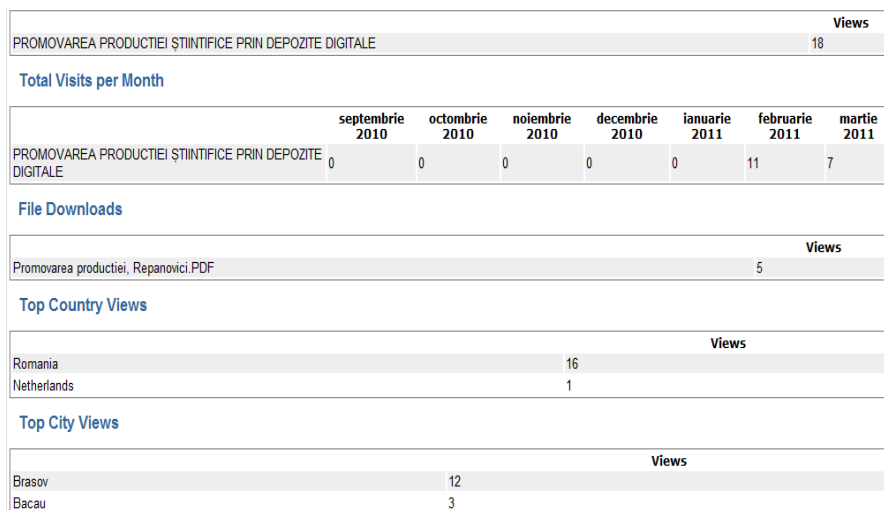 Views
PROMOVAREA PRODUCTIEI ȘTIINTIFICE PRIN DEPOZITE DIGITALE 18
Total Visits per Month
septembrie 2010 octombrie 2010 noiembrie 2010 decembrie 2010 ianuarie 2011 februarie 2011 martie 2011
PROMOVAREA PRODUCTIEI ȘTIINTIFICE PRIN DEPOZITE DIGITALE 0 0 0 0 0 11 7
File Downloads
Views
Promovarea productiei, Repanovici.PDF 5
Top Country Views
Views
Romania 16
Netherlands 1
Top City Views
Views
Brasov 12
Bacau 3